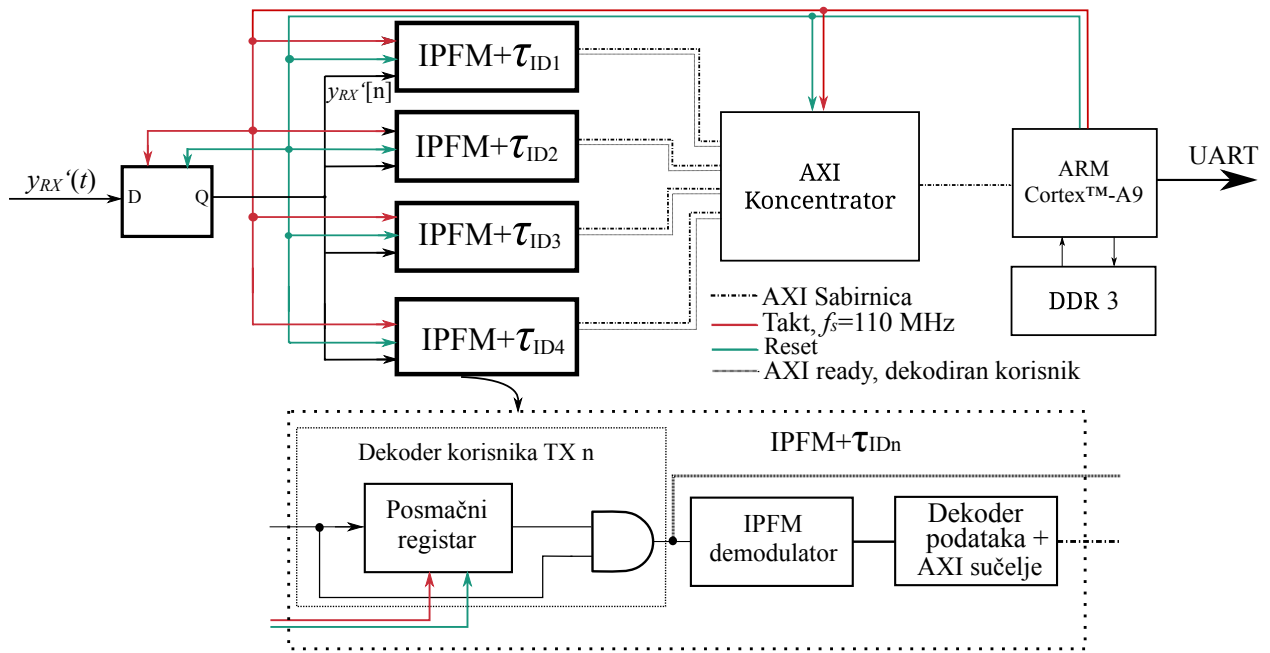 IPFM+τID1
yRX‘[n]
IPFM+τID2
yRX‘(t)
D
Q
IPFM+τID3
IPFM+τID4
AXI
Koncentrator
ARM
Cortex™-A9
UART
DDR 3
AXI Sabirnica
Takt, fs=110 MHz
Reset
AXI ready, dekodiran korisnik
Dekoder korisnika TX n
IPFM+τIDn
Posmačni
registar
IPFM
demodulator
Dekoder
podataka +
AXI sučelje